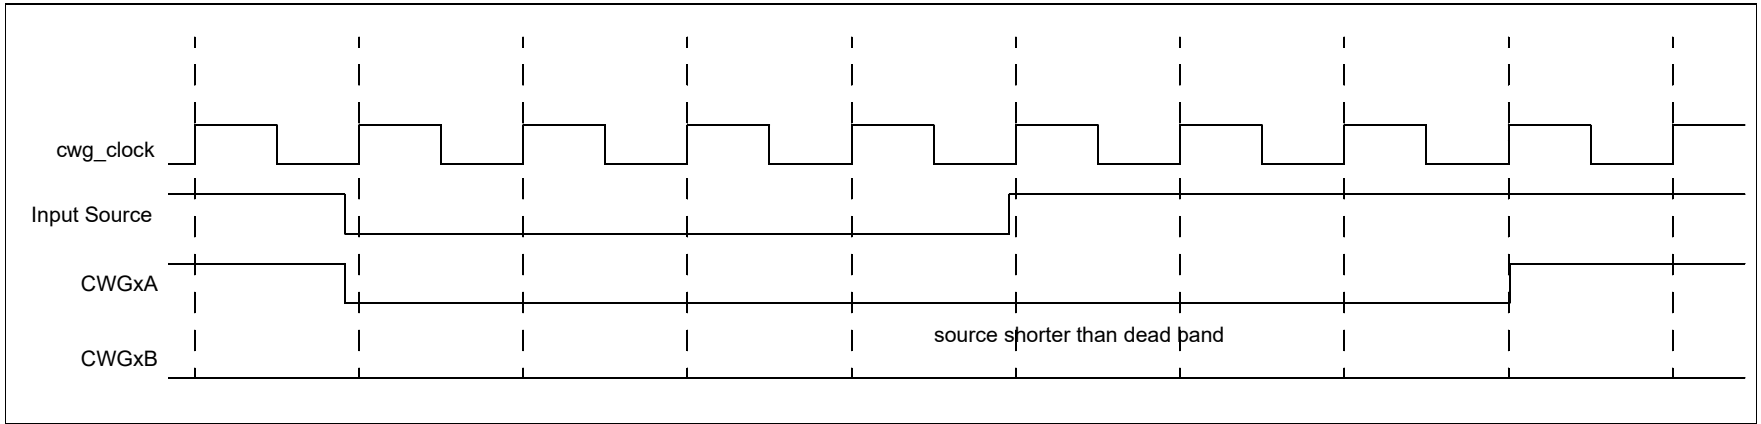 cwg_clock
Input Source
CWGxA
source shorter than dead band
CWGxB